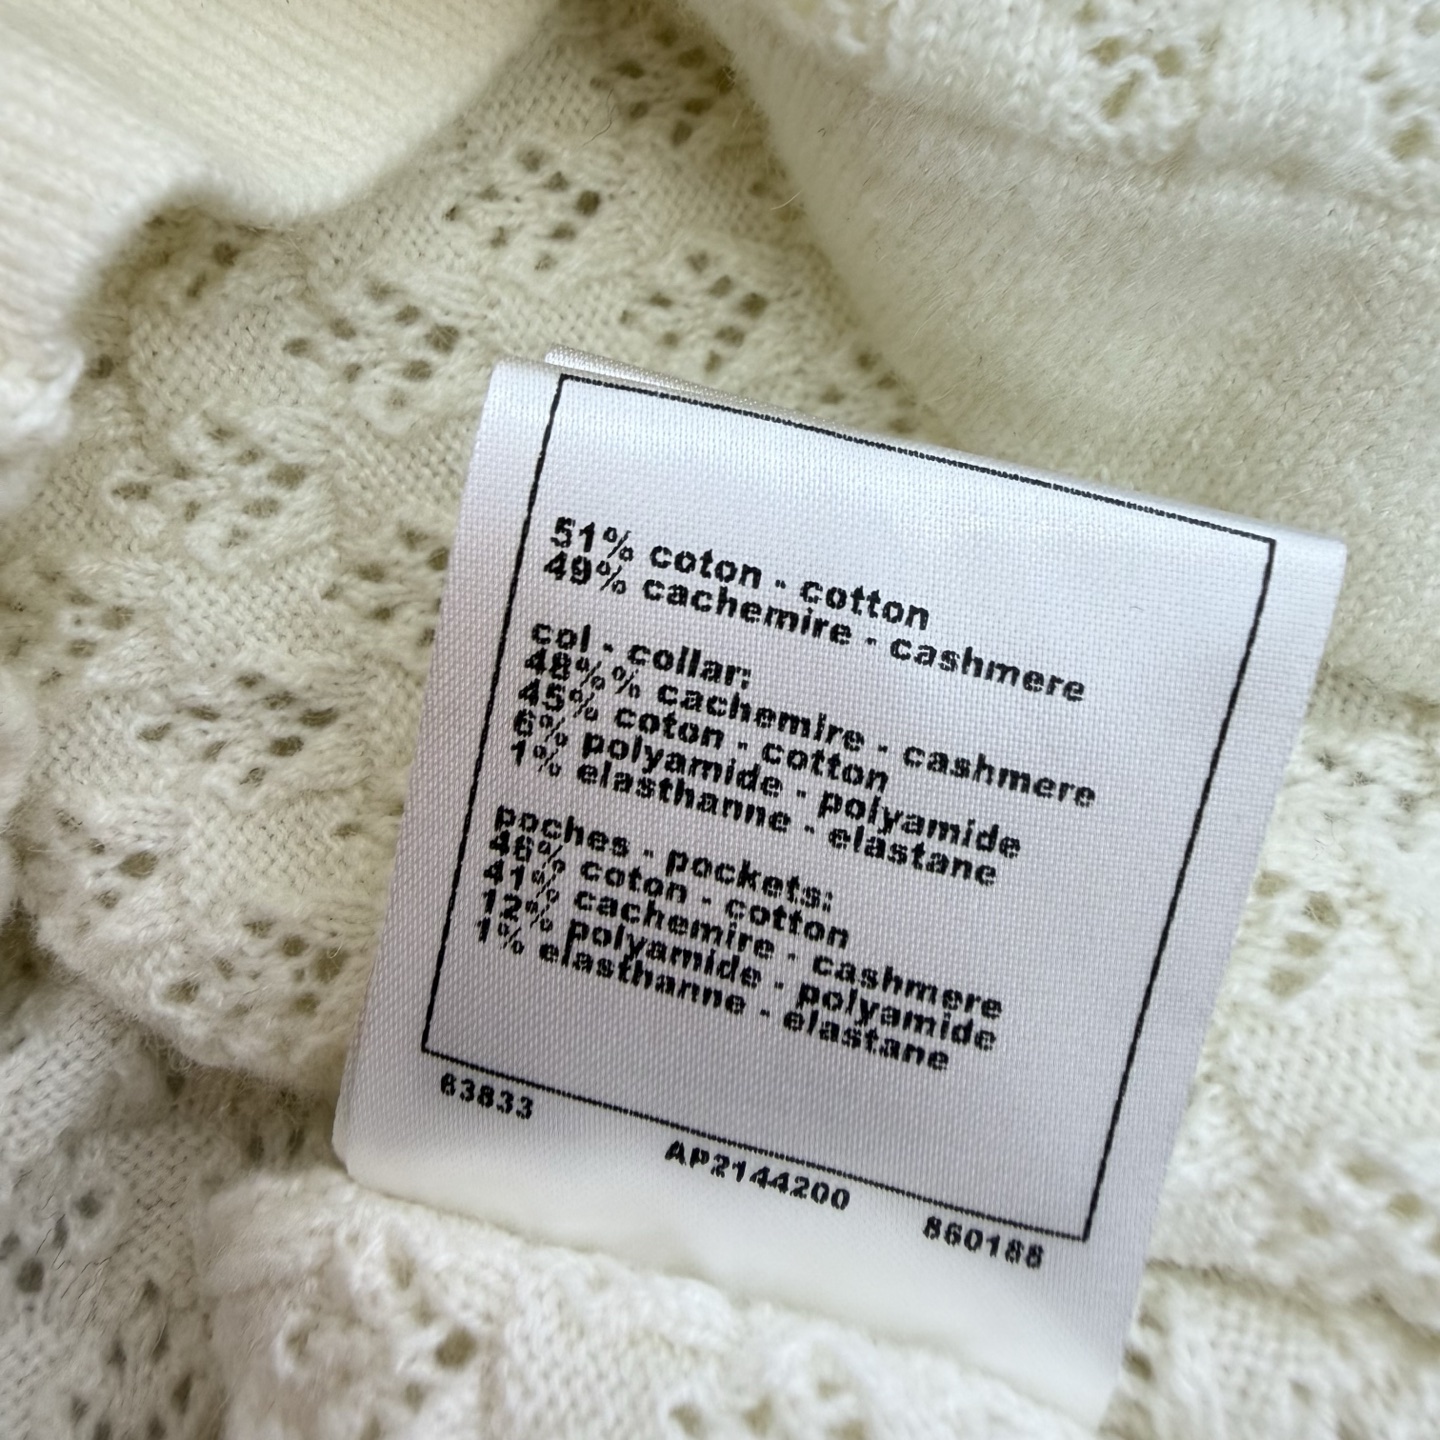 51% coton - cotton
49% cachemire - cashmere
col - collar:
48%% cachemire - cashmere
45% coton - cotton
6% polyamide - polyamide
1% elasthanne - elastane
poches - pockets:
46% coton - cotton
41% cachemire - cashmere
12% polyamide - polyamide
1% elasthanne - elastane
63833 AP2144200 860188